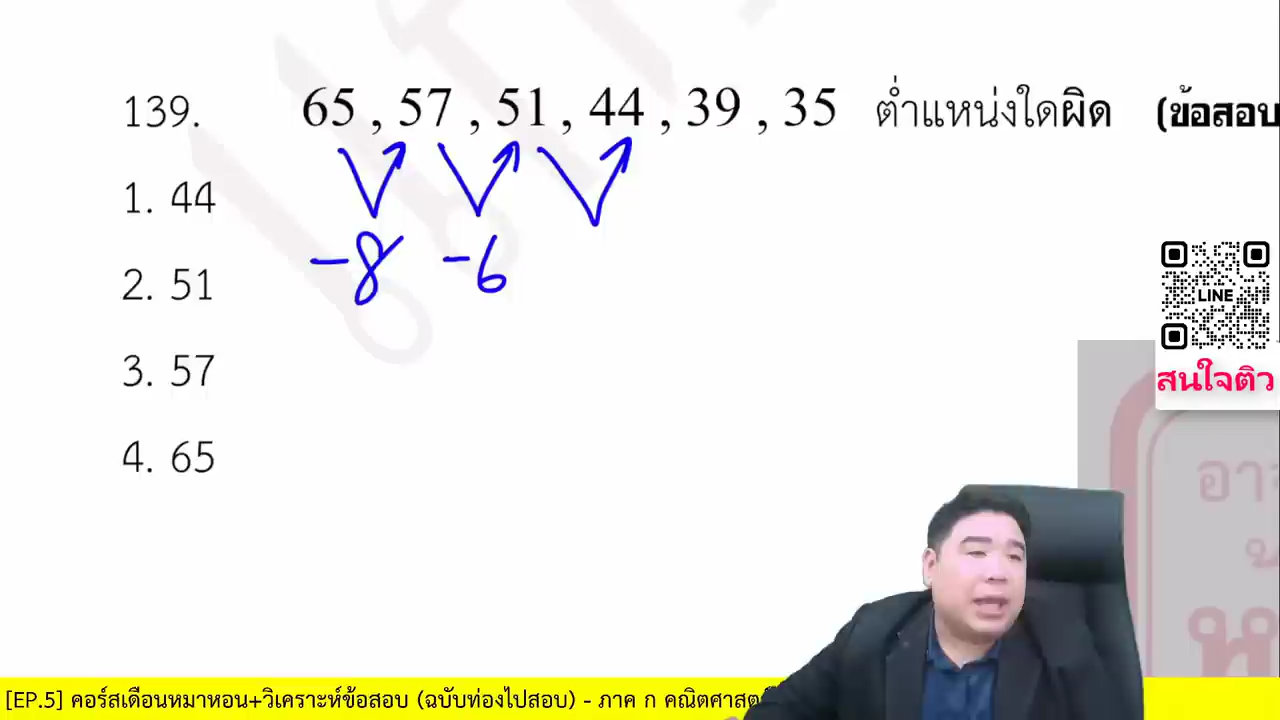 139. 65 , 57 , 51 , 44 , 39 , 35 ตำแหน่งใดผิด (ข้อสอบ
1. 44
2. 51
3. 57
4. 65
-8 -6
LINE
สนใจติว
[EP.5] คอร์สเดือนหมาหอน+วิเคราะห์ข้อสอบ (ฉบับท่องไปสอบ) - ภาค ก คณิตศาสต